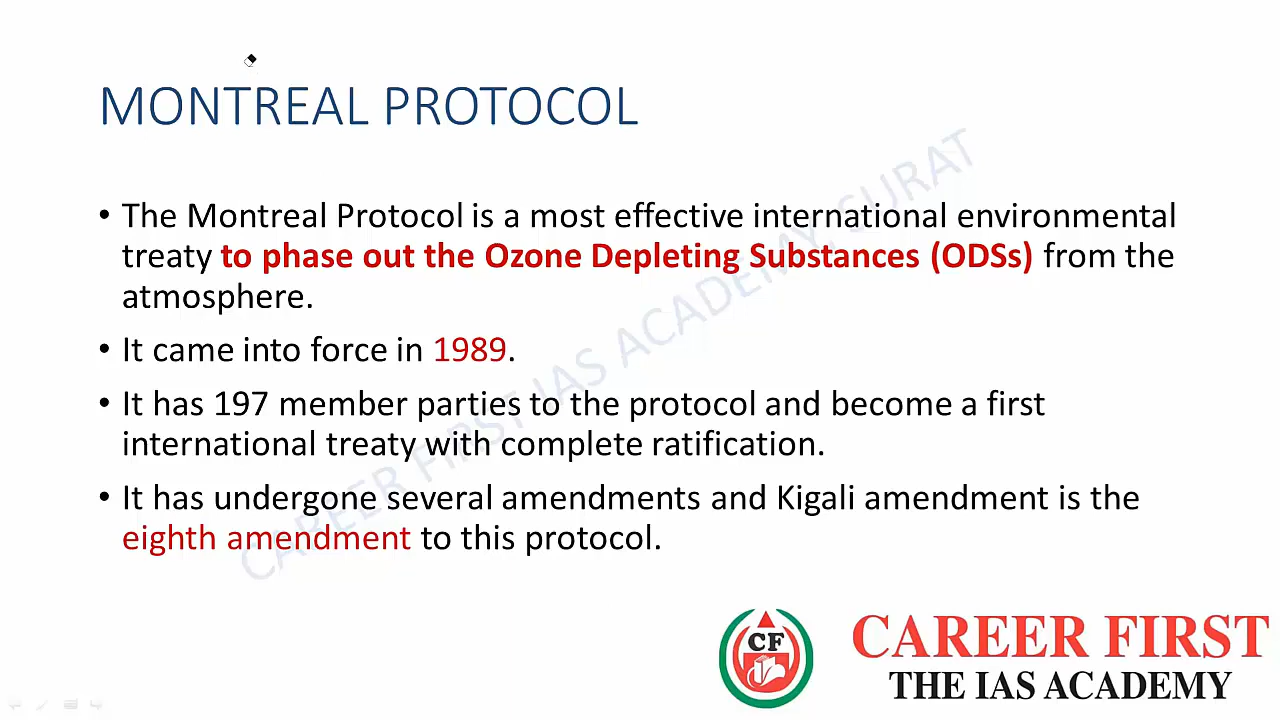 MONTREAL PROTOCOL
• The Montreal Protocol is a most effective international environmental
treaty to phase out the Ozone Depleting Substances (ODSs) from the
atmosphere.
• It came into force in 1989.
• It has 197 member parties to the protocol and become a first
international treaty with complete ratification.
• It has undergone several amendments and Kigali amendment is the
eighth amendment to this protocol.
CAREER FIRST IAS ACADEMY, SURAT
CF
CAREER FIRST
THE IAS ACADEMY